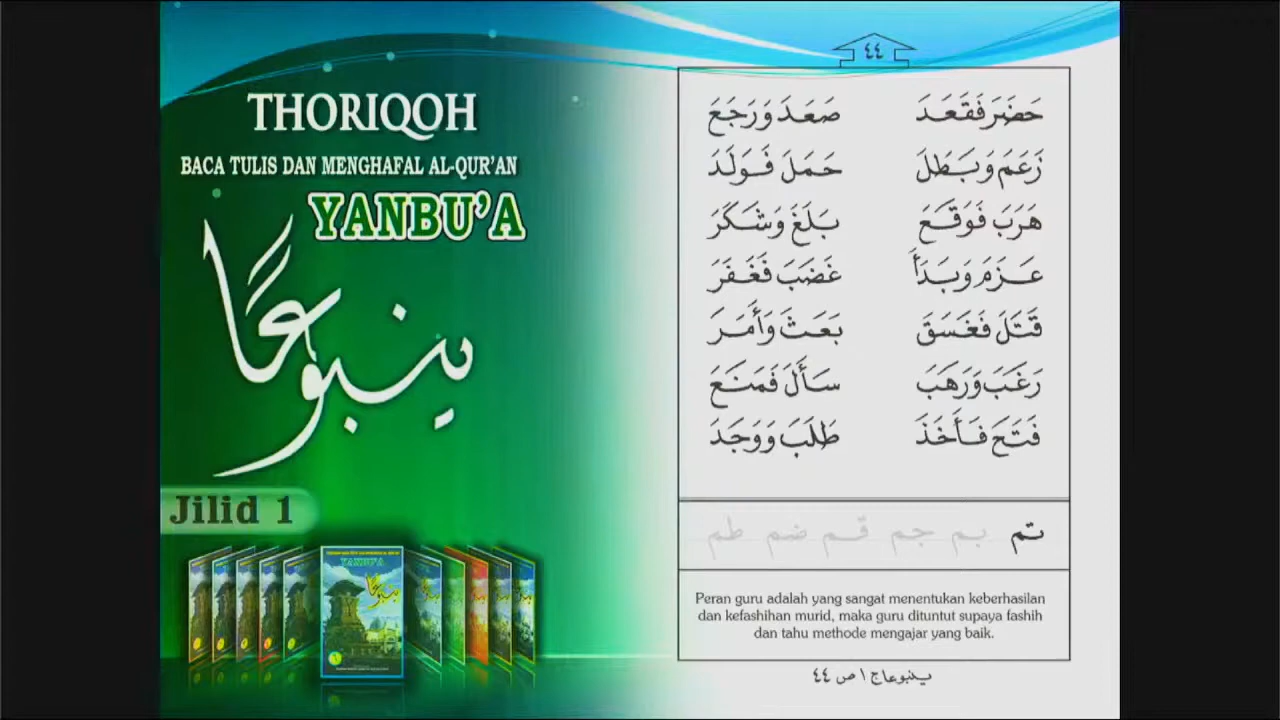 THORIQOH
BACA TULIS DAN MENGHAFAL AL-QUR'AN
YANBU'A
ينبوعا
Jilid 1
YANBU'A
٤٤
حَضَرَ فَقَعَدَ صَعَدَ وَرَجَعَ
زَعَمَ وَبَطَلَ حَمَلَ فَوَلَدَ
هَرَبَ فَوَقَعَ بَلَغَ وَشَكَرَ
عَزَمَ وَبَدَأَ غَضَبَ فَغَفَرَ
قَتَلَ فَغَسَقَ بَعَثَ وَأَمَرَ
رَغَبَ وَرَهَبَ سَأَلَ فَمَنَعَ
فَتَحَ فَأَخَذَ طَلَبَ وَوَجَدَ
تم بم جم قم ضم طم
Peran guru adalah yang sangat menentukan keberhasilan
dan kefashihan murid, maka guru dituntut supaya fashih
dan tahu methode mengajar yang baik.
ينبوعا ج ١ ص ٤٤